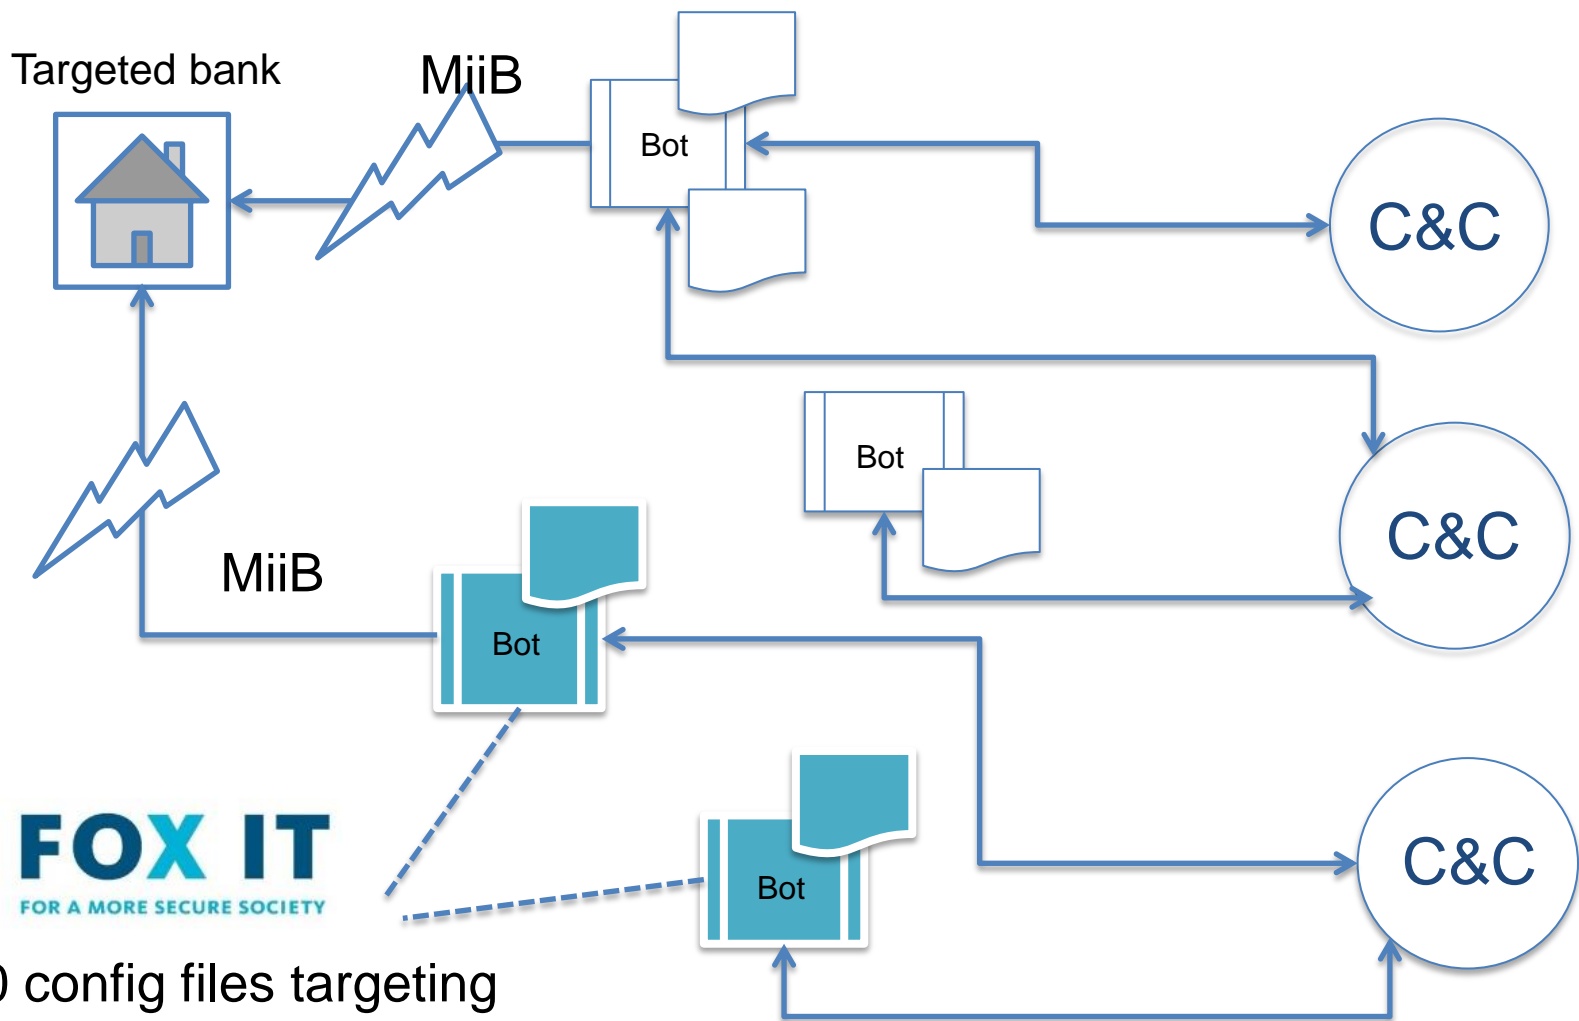 Targeted bank
MiiB
Bot
C&C
Bot
C&C
MiiB
Bot
FOX IT
FOR A MORE SECURE SOCIETY
Bot
C&C
config files targeting